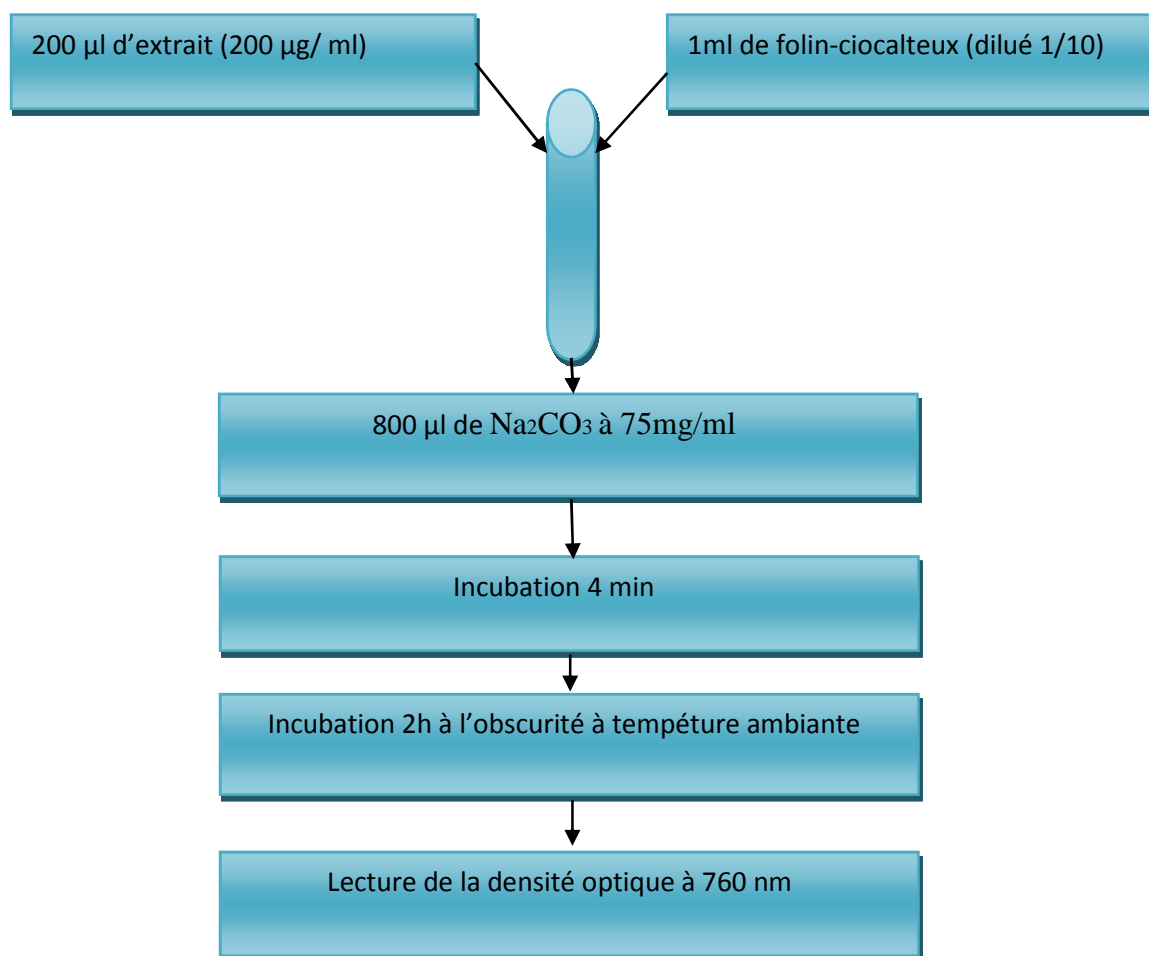 200 µl d’extrait (200 µg/ ml)
1ml de folin-ciocalteux (dilué 1/10)
800 µl de Na₂CO₃ à 75mg/ml
Incubation 4 min
Incubation 2h à l’obscurité à tempéture ambiante
Lecture de la densité optique à 760 nm